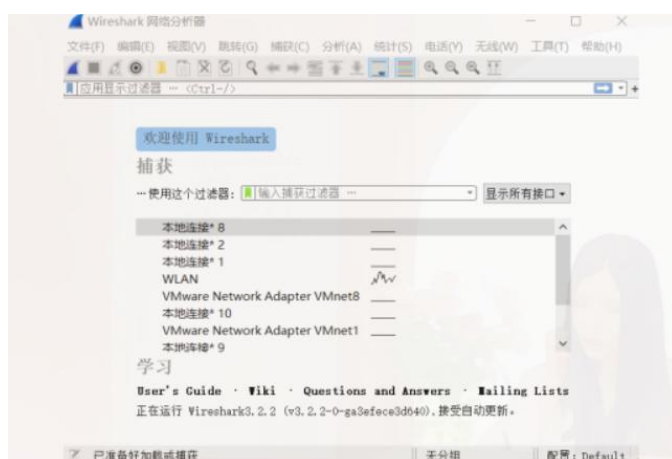 Wireshark 网络分析器
文件(F) 编辑(E) 视图(V) 跳转(G) 捕获(C) 分析(A) 统计(S) 电话(Y) 无线(W) 工具(T) 帮助(H)
应用显示过滤器 … <Ctrl-/>
欢迎使用 Wireshark
捕获
…使用这个过滤器: 输入捕获过滤器 … 显示所有接口
本地连接* 8
本地连接* 2
本地连接* 1
WLAN
VMware Network Adapter VMnet8
本地连接* 10
VMware Network Adapter VMnet1
本地连接* 9
学习
User's Guide · Wiki · Questions and Answers · Mailing Lists
正在运行 Wireshark3.2.2 (v3.2.2-0-ga3efece3d640).接受自动更新。
已准备好加载或捕获 无分组 配置: Default